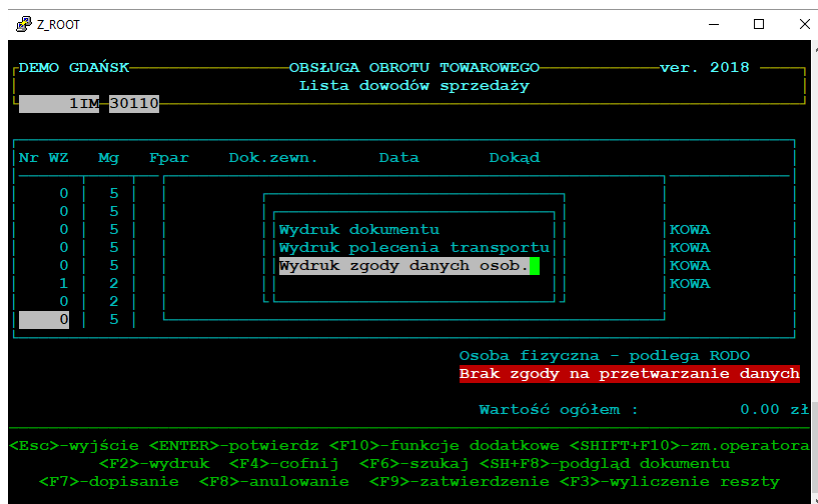 Z_ROOT
DEMO GDAŃSK OBSŁUGA OBROTU TOWAROWEGO ver. 2018
Lista dowodów sprzedaży
1IM 30110
Nr WZ Mg Fpar Dok.zewn. Data Dokąd
0 5
0 5
0 5 Wydruk dokumentu KOWA
0 5 Wydruk polecenia transportu KOWA
0 5 Wydruk zgody danych osob. KOWA
1 2 KOWA
0 2
0 5
Osoba fizyczna - podlega RODO
Brak zgody na przetwarzanie danych
Wartość ogółem : 0.00 zł
<Esc>-wyjście <ENTER>-potwierdz <F10>-funkcje dodatkowe <SHIFT+F10>-zm.operatora
<F2>-wydruk <F4>-cofnij <F6>-szukaj <SH+F8>-podgląd dokumentu
<F7>-dopisanie <F8>-anulowanie <F9>-zatwierdzenie <F3>-wyliczenie reszty